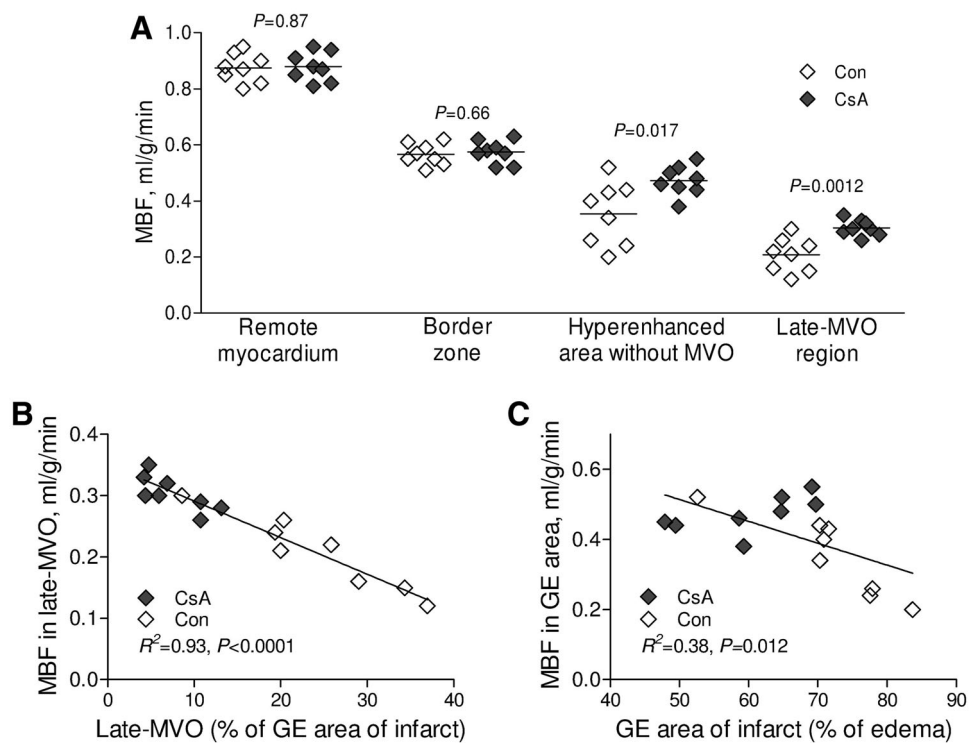 A
P=0.87
P=0.66
P=0.017
P=0.0012
Con
CsA
MBF, ml/g/min
1.0
0.8
0.6
0.4
0.2
0.0
Remote
myocardium
Border
zone
Hyperenhanced
area without MVO
Late-MVO
region
B
MBF in late-MVO, ml/g/min
0.4
0.3
0.2
0.1
0.0
CsA
Con
R²=0.93, P<0.0001
0
10
20
30
40
Late-MVO (% of GE area of infarct)
C
MBF in GE area, ml/g/min
0.6
0.4
0.2
0.0
CsA
Con
R²=0.38, P=0.012
40
50
60
70
80
90
GE area of infarct (% of edema)